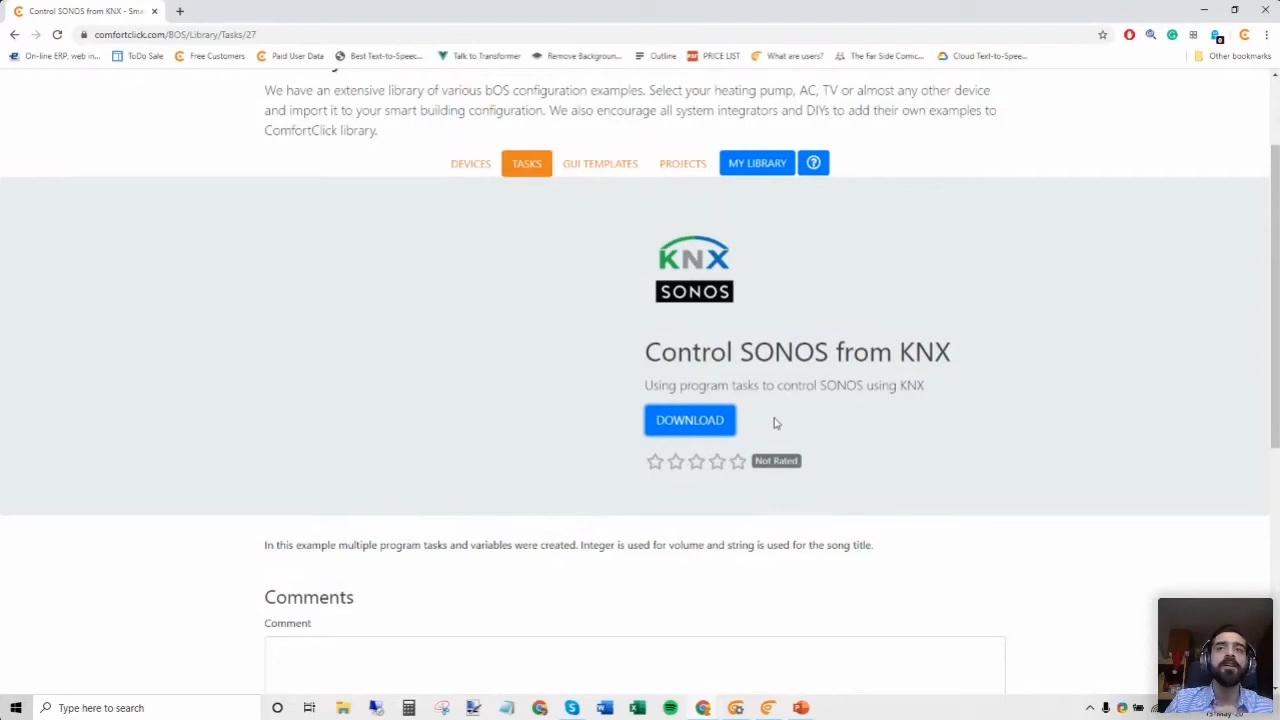 Control SONOS from KNX - Sma
comfortclick.com/BOS/Library/Tasks/27
On-line ERP, web in... ToDo Sale Free Customers Paid User Data Best Text-to-Speec... Talk to Transformer Remove Backgroun... Outline PRICE LIST What are users? The Far Side Comic... Cloud Text-to-Spee... Other bookmarks
We have an extensive library of various bOS configuration examples. Select your heating pump, AC, TV or almost any other device
and import it to your smart building configuration. We also encourage all system integrators and DIYs to add their own examples to
ComfortClick library.
DEVICES TASKS GUI TEMPLATES PROJECTS MY LIBRARY
KNX
SONOS
Control SONOS from KNX
Using program tasks to control SONOS using KNX
DOWNLOAD
Not Rated
In this example multiple program tasks and variables were created. Integer is used for volume and string is used for the song title.
Comments
Comment
Type here to search